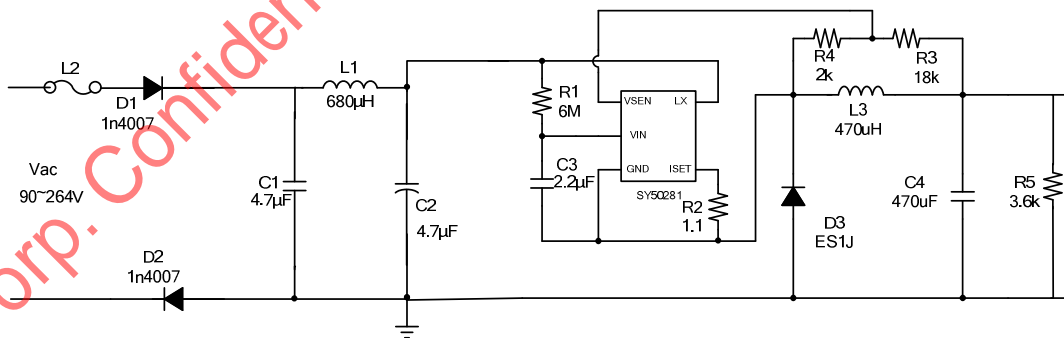 orp. Confiden
L2
D1
1n4007
L1
680µH
Vac
90~264V
C1
4.7µF
C2
4.7µF
D2
1n4007
R1
6M
C3
2.2µF
VSEN
LX
VIN
GND
ISET
SY50281
R2
1.1
R4
2k
R3
18k
L3
470uH
D3
ES1J
C4
470uF
R5
3.6k